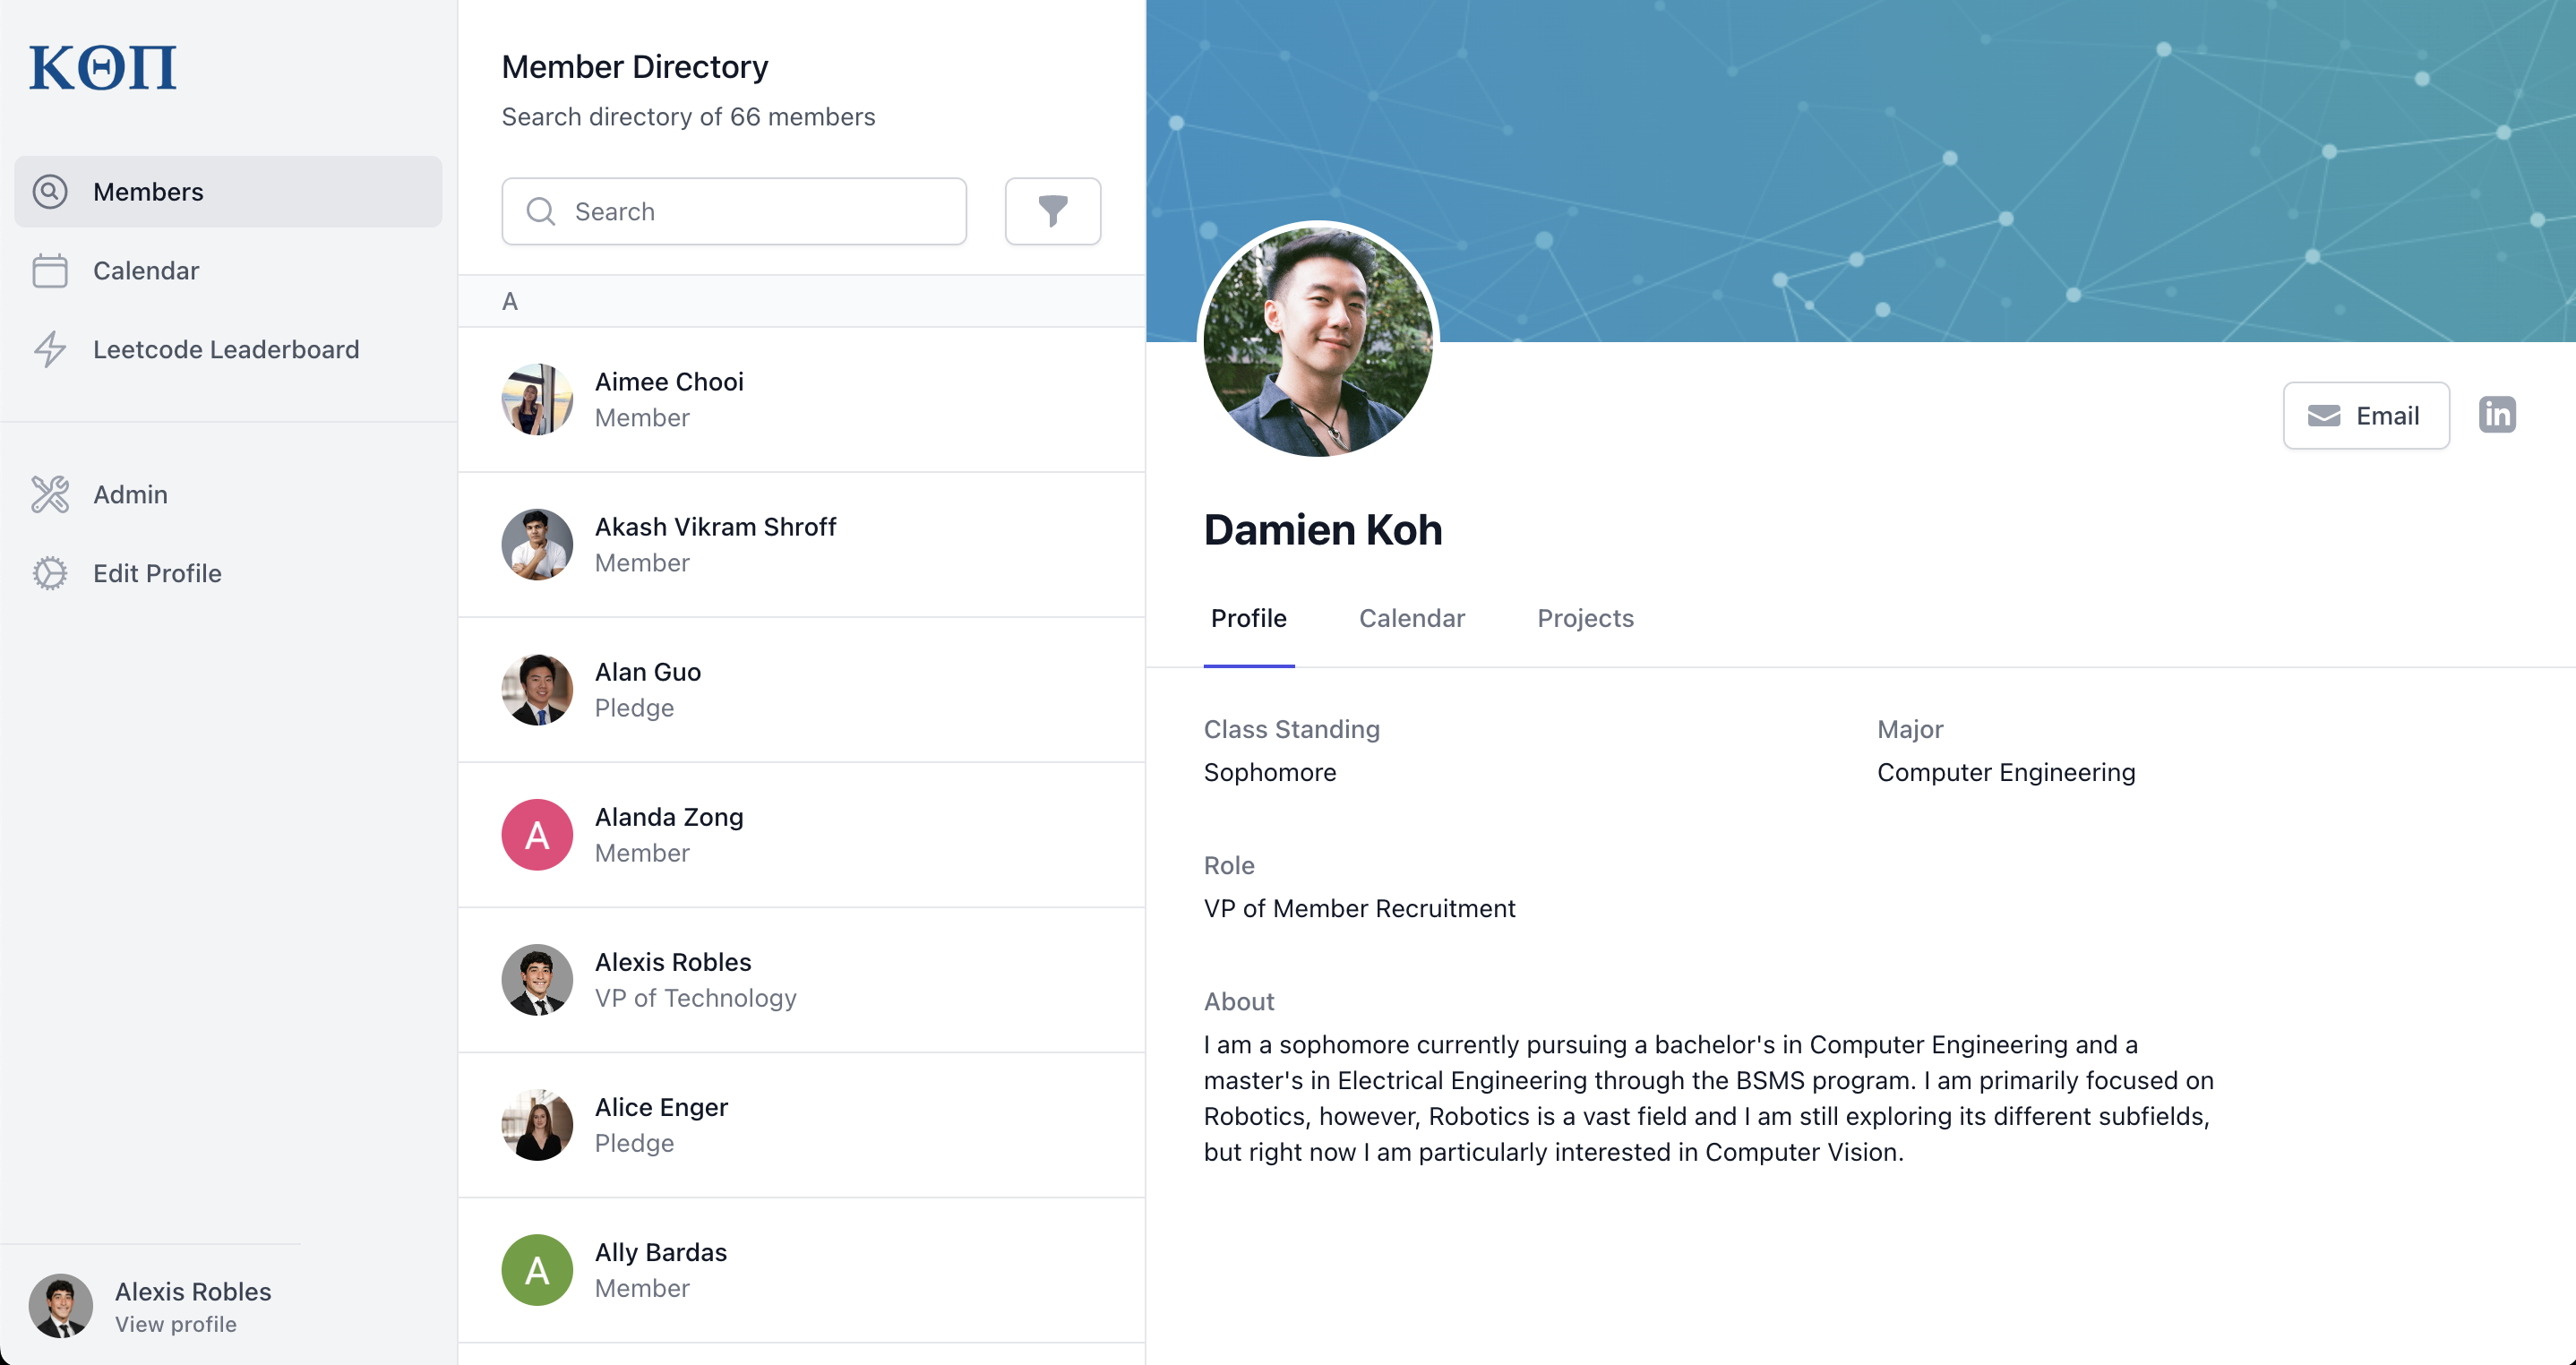 ΚΘΠ
Members
Calendar
Leetcode Leaderboard
Admin
Edit Profile
Alexis Robles
View profile
Member Directory
Search directory of 66 members
Search
A
Aimee Chooi
Member
Akash Vikram Shroff
Member
Alan Guo
Pledge
A
Alanda Zong
Member
Alexis Robles
VP of Technology
Alice Enger
Pledge
A
Ally Bardas
Member
Email
in
Damien Koh
Profile
Calendar
Projects
Class Standing
Sophomore
Major
Computer Engineering
Role
VP of Member Recruitment
About
I am a sophomore currently pursuing a bachelor's in Computer Engineering and a
master's in Electrical Engineering through the BSMS program. I am primarily focused on
Robotics, however, Robotics is a vast field and I am still exploring its different subfields,
but right now I am particularly interested in Computer Vision.